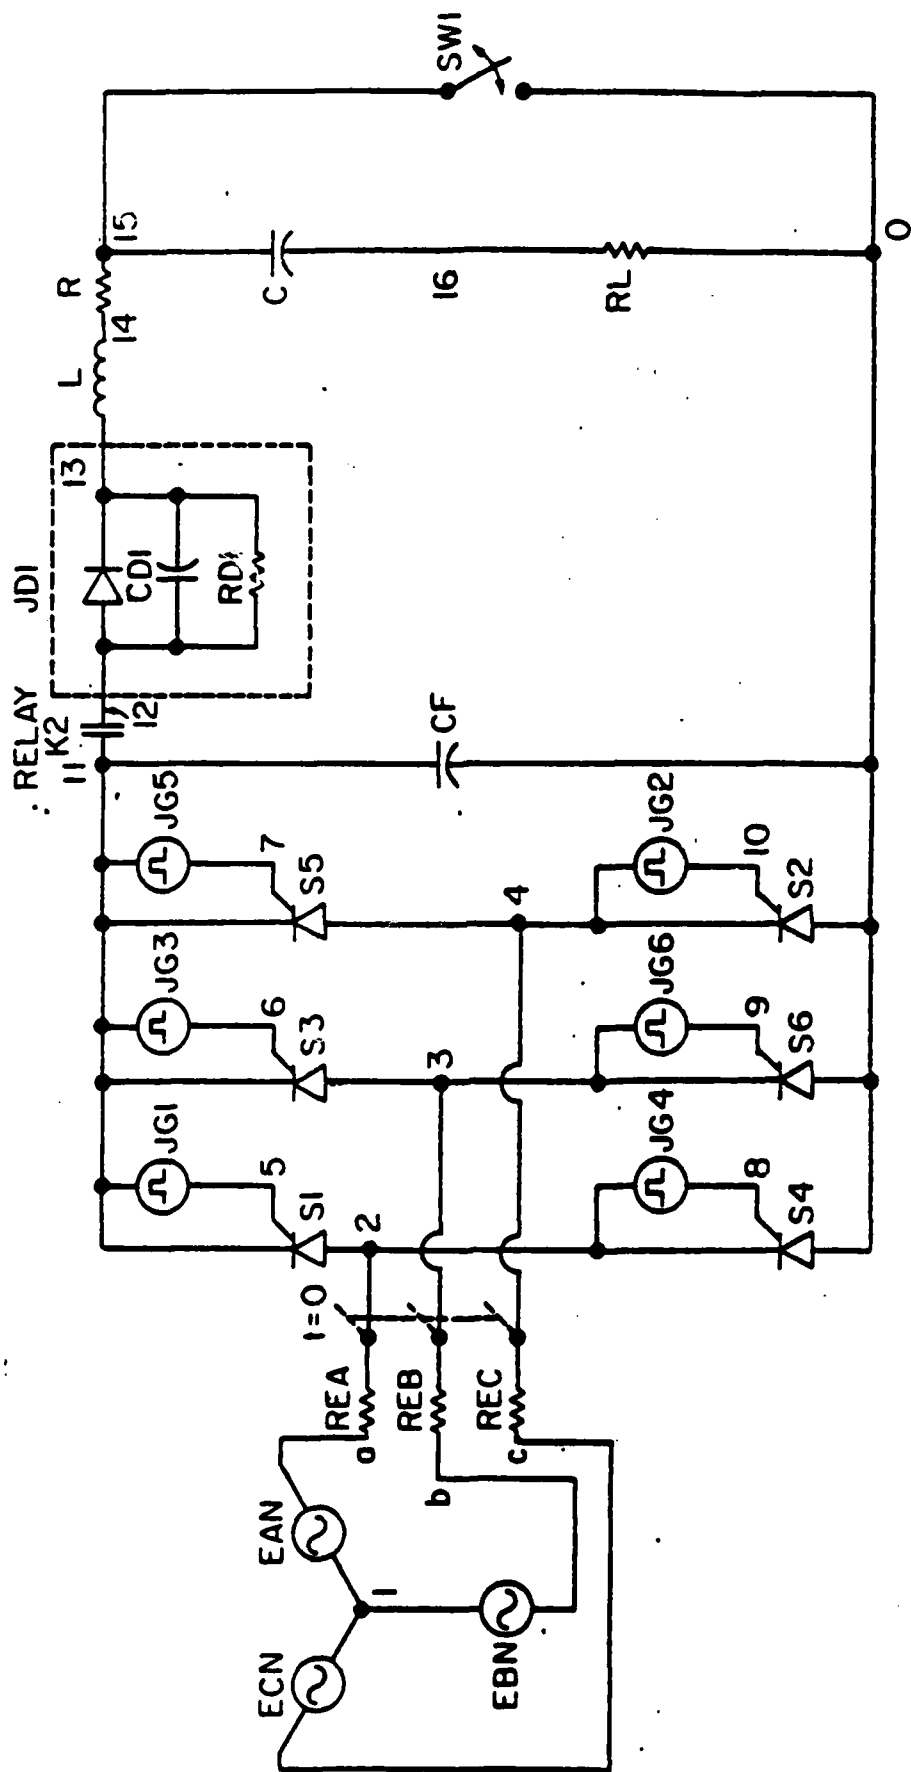 RELAY
K2
JD1
11
12
13
CD1
RD1
L
14
R
15
SW1
JG1
JG3
JG5
5
6
7
S1
S3
S5
t=0
REA
REB
REC
a
b
c
2
3
4
EAN
ECN
EBN
1
CF
C
16
RL
JG4
JG6
JG2
8
9
10
S4
S6
S2
0